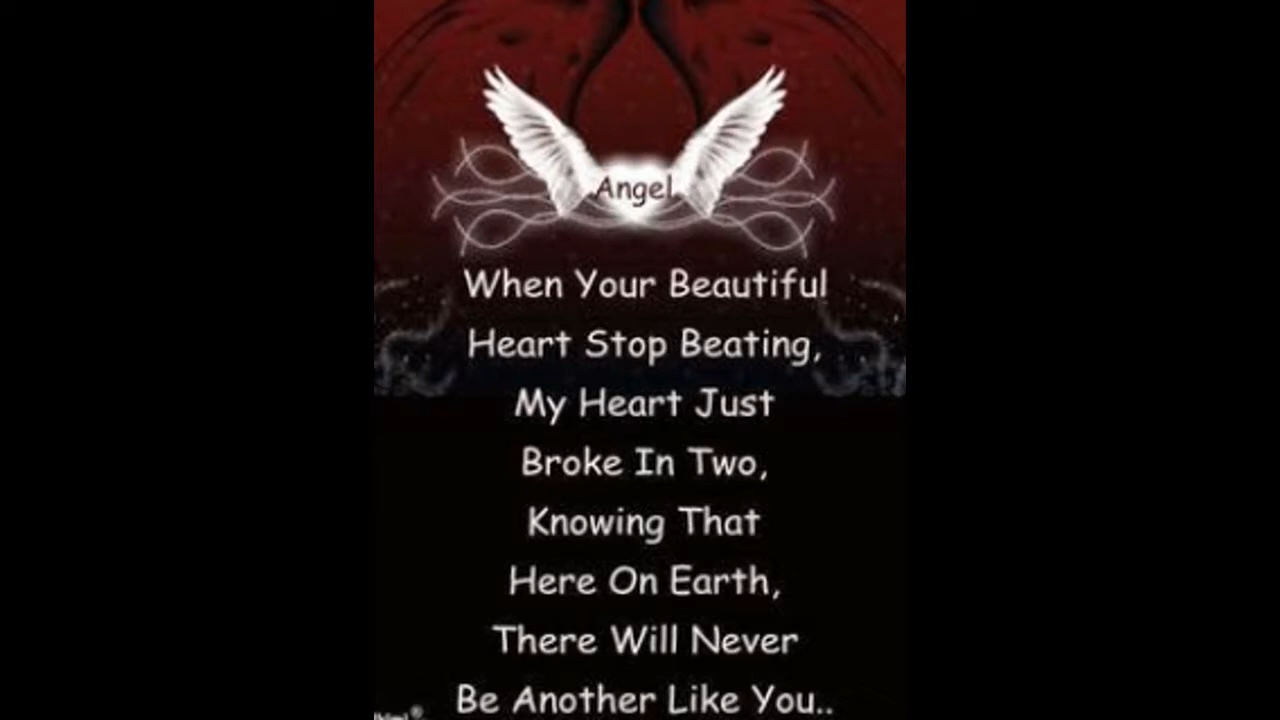 Angel
When Your Beautiful
Heart Stop Beating,
My Heart Just
Broke In Two,
Knowing That
Here On Earth,
There Will Never
Be Another Like You..